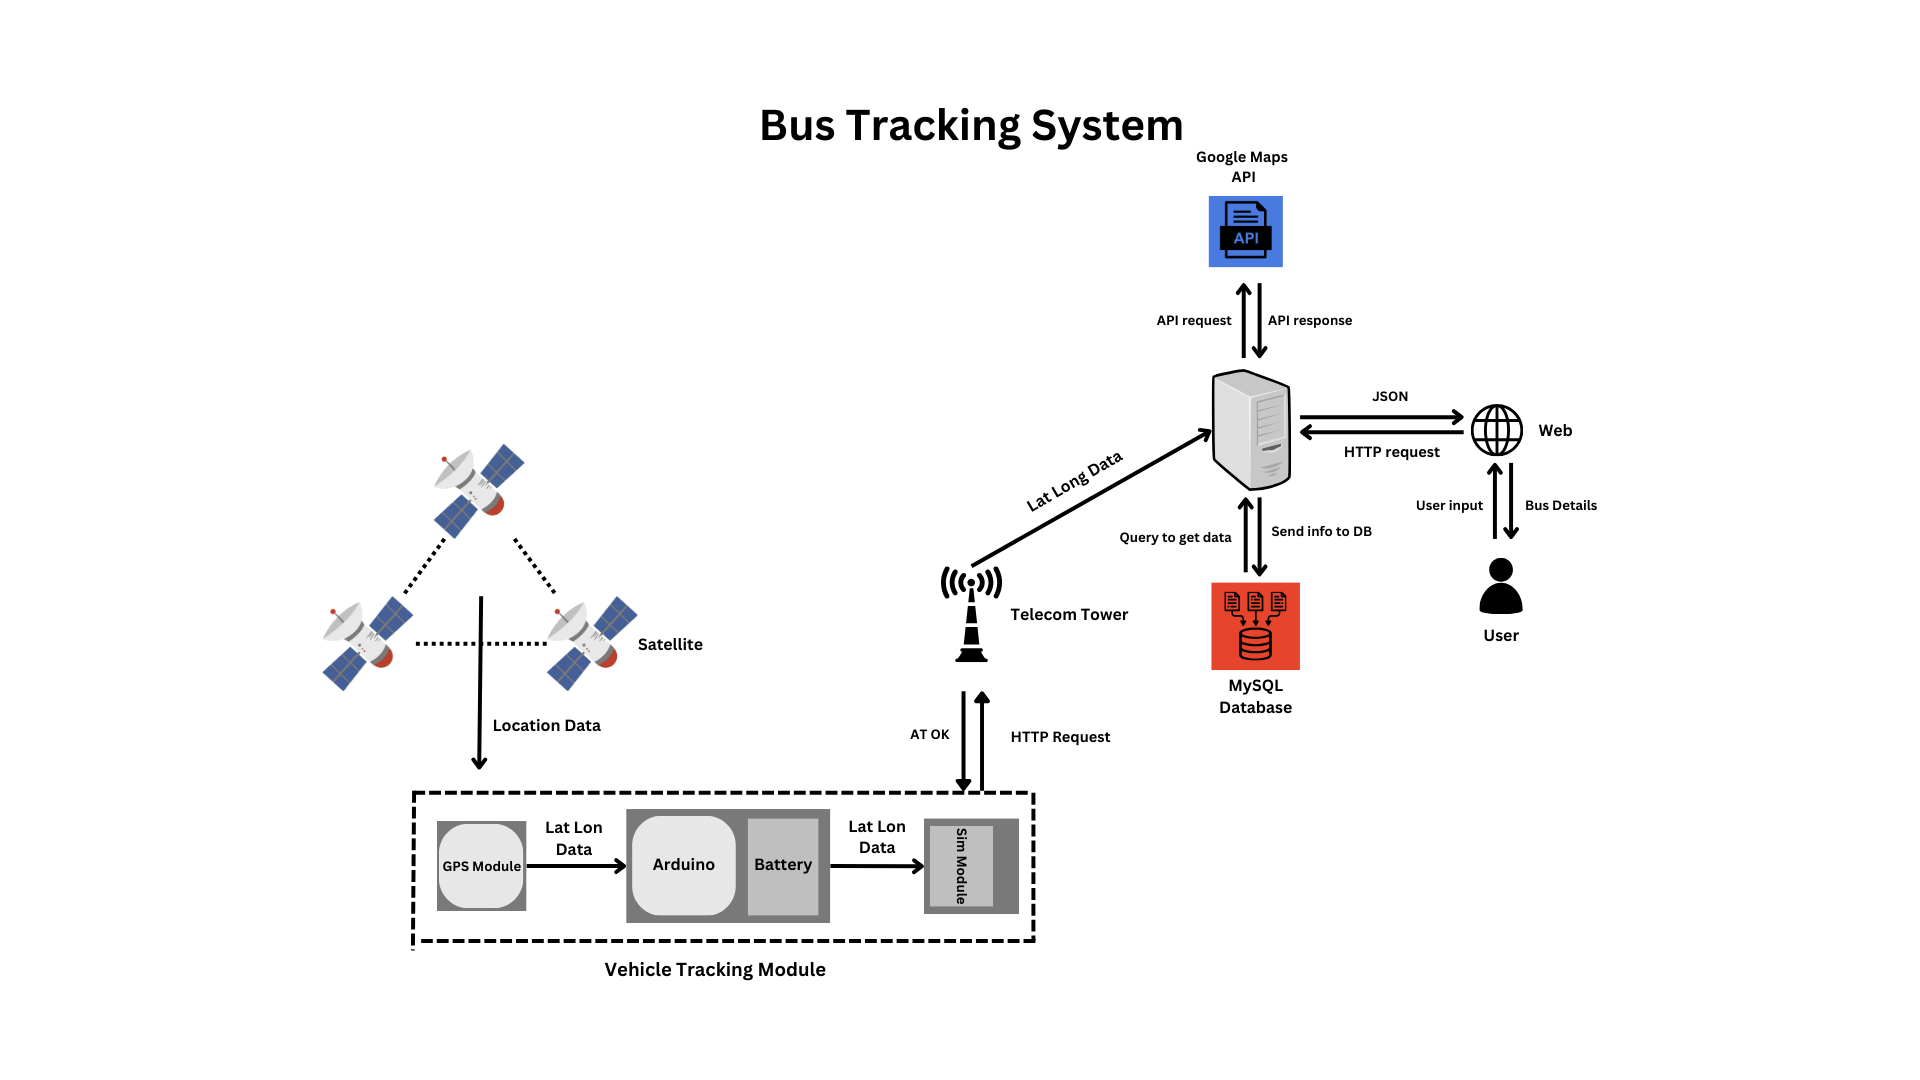 Bus Tracking System
Google Maps
API
API
API request
API response
JSON
HTTP request
Web
User input
Bus Details
User
Lat Long Data
Query to get data
Send info to DB
MySQL
Database
Telecom Tower
Satellite
Location Data
AT OK
HTTP Request
GPS Module
Lat Lon
Data
Arduino
Battery
Lat Lon
Data
Sim Module
Vehicle Tracking Module